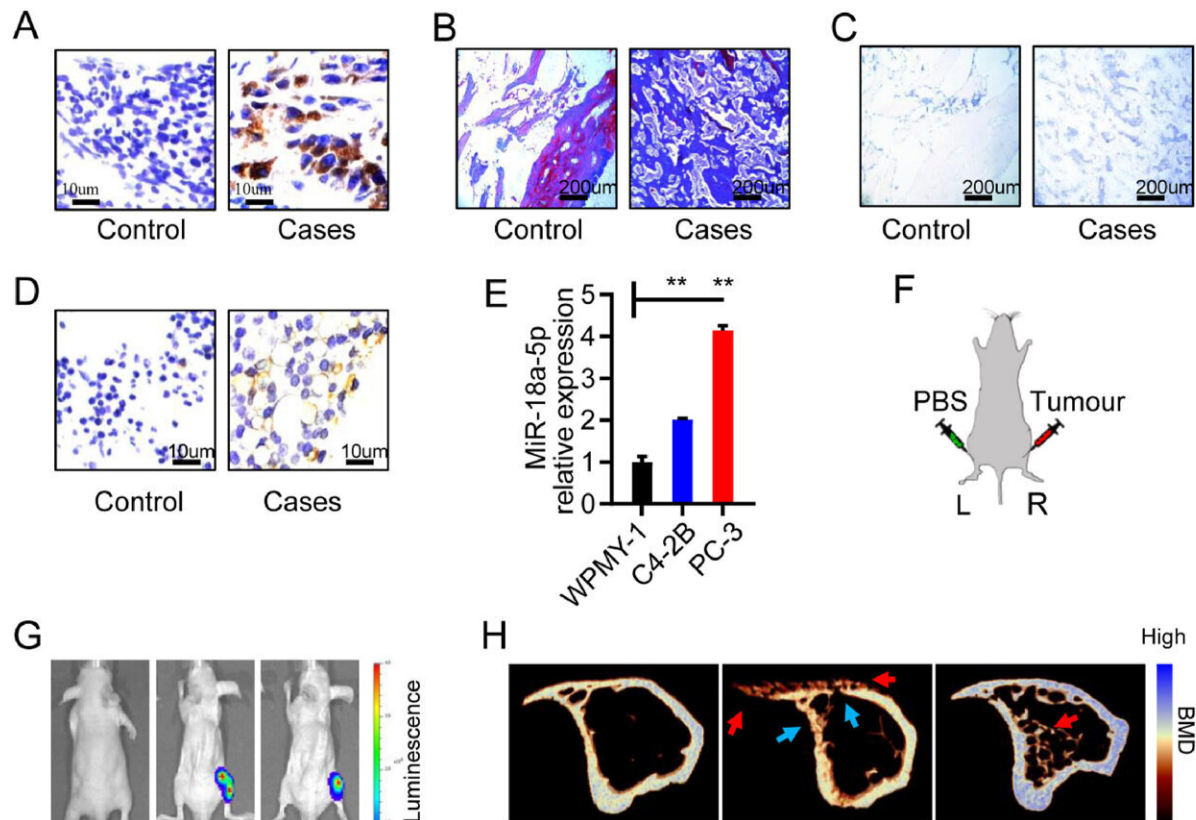 A
10um
10um
Control
Cases
B
200um
200um
Control
Cases
C
200um
200um
Control
Cases
D
10um
10um
Control
Cases
E
MiR-18a-5p
relative expression
5
4
3
2
1
0
**
**
WPMY-1
C4-2B
PC-3
F
PBS
Tumour
L
R
G
Luminescence
H
High
BMD